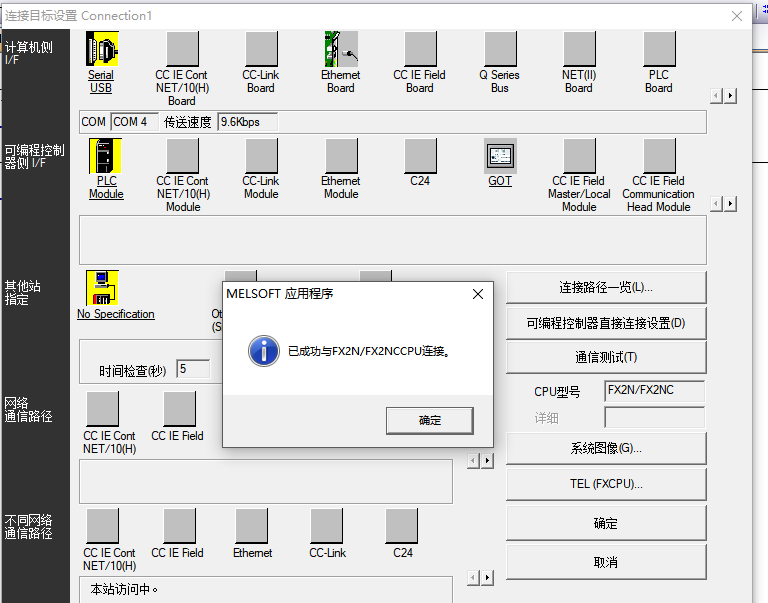 连接目标设置 Connection1
计算机侧
I/F
Serial
USB
CC IE Cont
NET/10(H)
Board
CC-Link
Board
Ethernet
Board
CC IE Field
Board
Q Series
Bus
NET(II)
Board
PLC
Board
COM COM 4 传送速度 9.6Kbps
可编程控制
器侧 I/F
PLC
Module
CC IE Cont
NET/10(H)
Module
CC-Link
Module
Ethernet
Module
C24
GOT
CC IE Field
Master/Local
Module
CC IE Field
Communication
Head Module
其他站
指定
No Specification
时间检查(秒) 5
MELSOFT 应用程序
已成功与FX2N/FX2NCCPU连接。
确定
连接路径一览(L)...
可编程控制器直接连接设置(D)
通信测试(T)
CPU型号 FX2N/FX2NC
详细
系统图像(G)...
TEL (FXCPU)...
确定
取消
网络
通信路径
CC IE Cont
NET/10(H)
CC IE Field
不同网络
通信路径
CC IE Cont
NET/10(H)
CC IE Field
Ethernet
CC-Link
C24
本站访问中。